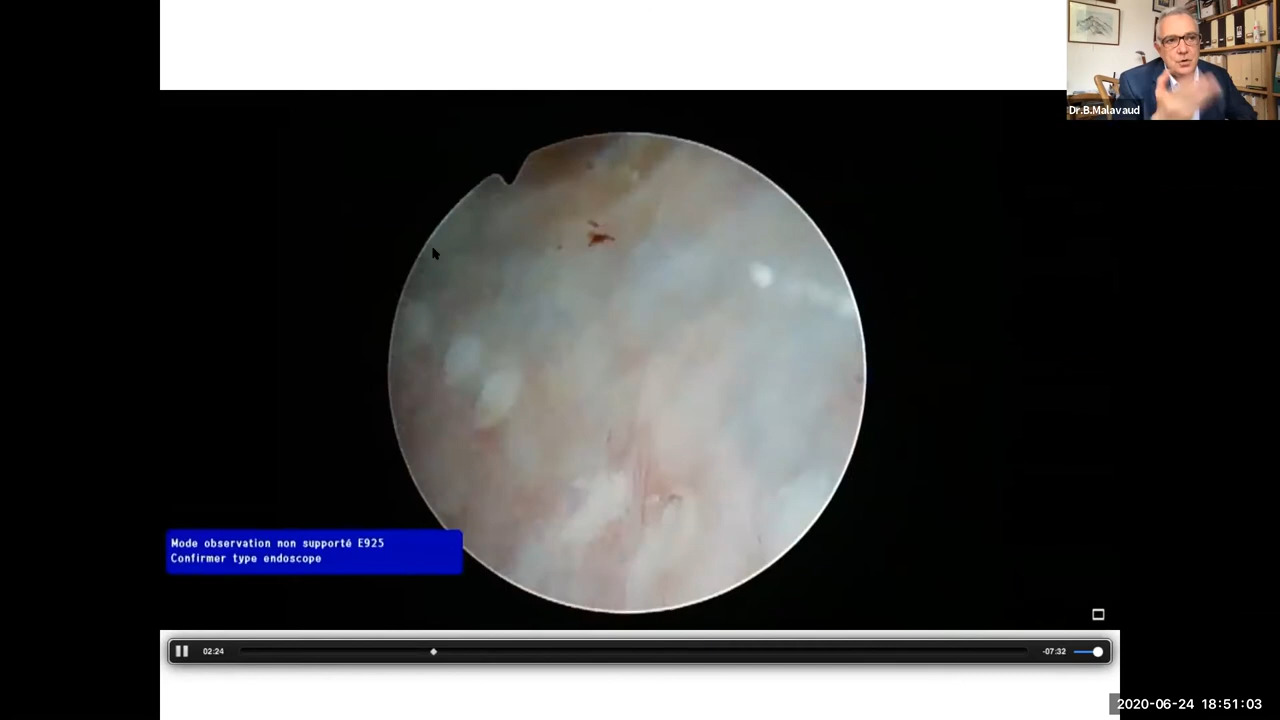 Dr.B.Malavaud
Mode observation non supporté E925
Confirmer type endoscope
02:24
-07:32
2020-06-24 18:51:03